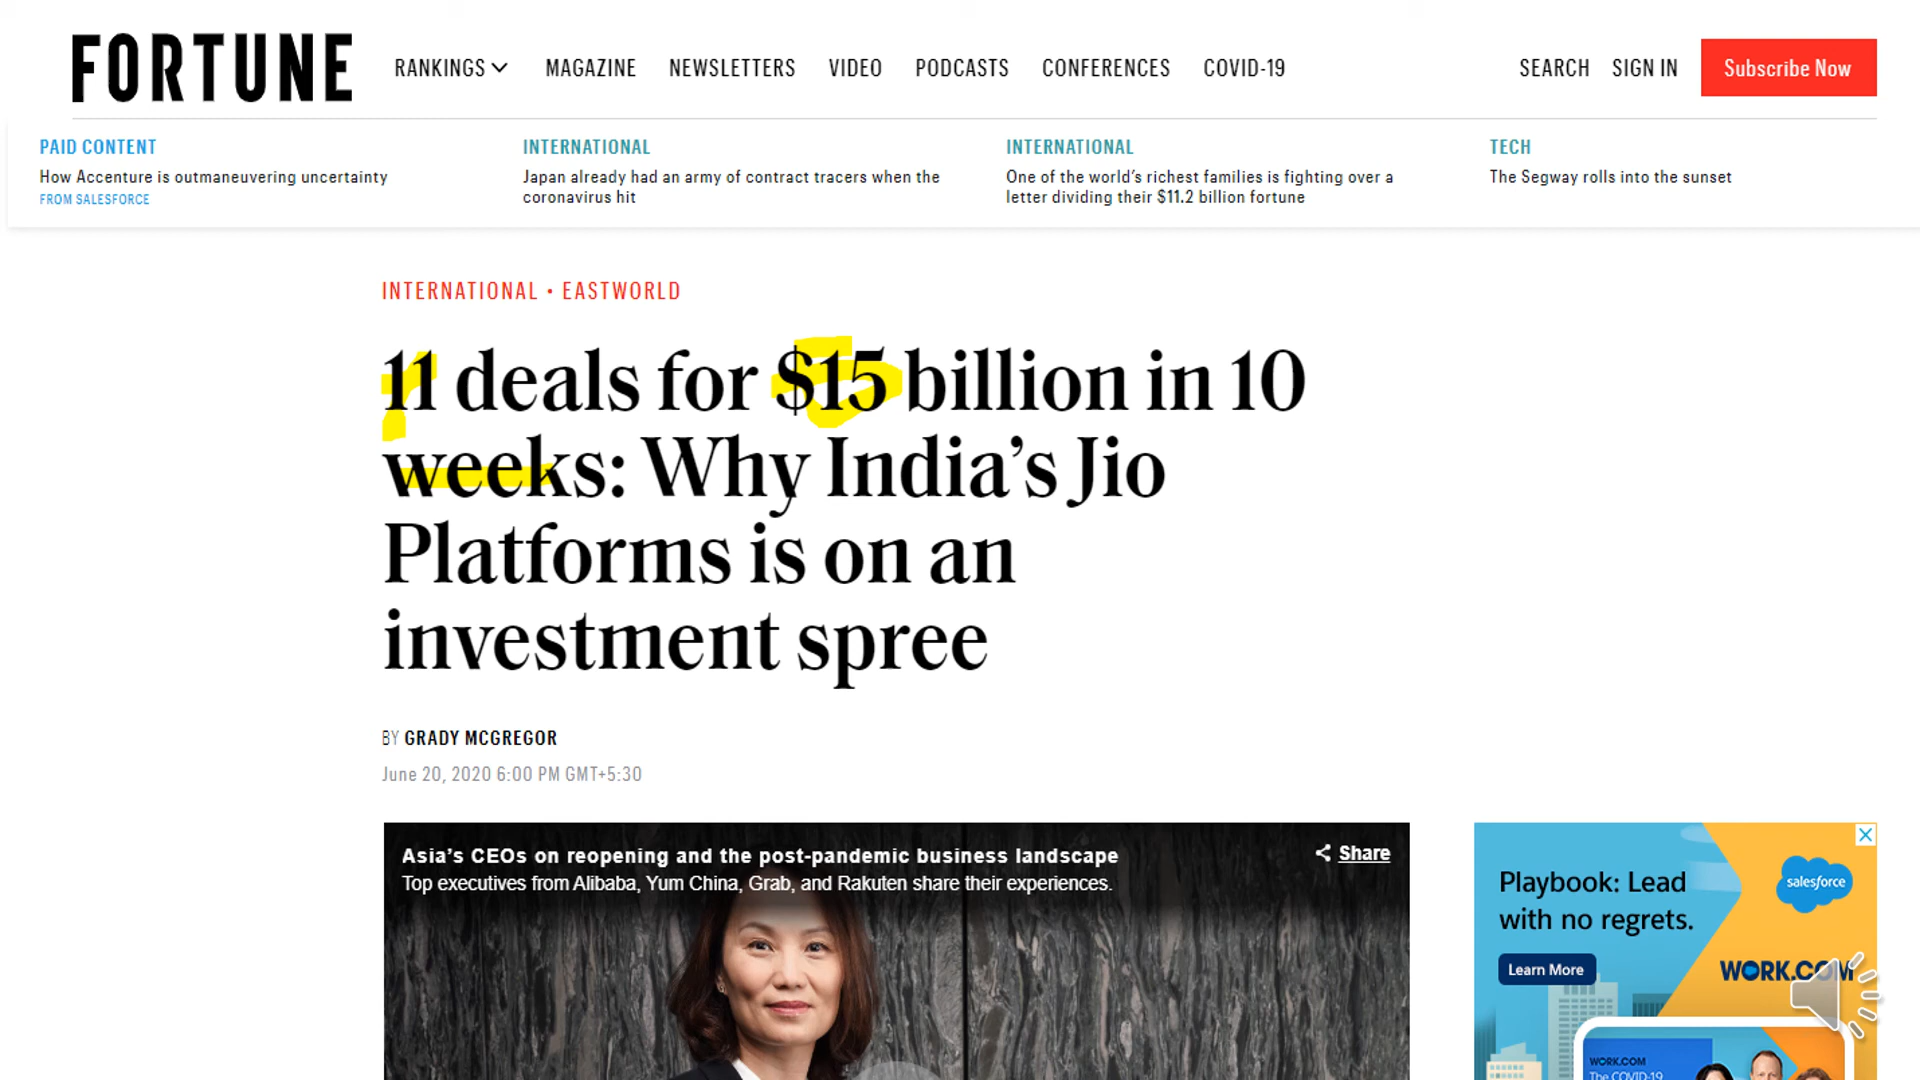 FORTUNE
RANKINGS MAGAZINE NEWSLETTERS VIDEO PODCASTS CONFERENCES COVID-19 SEARCH SIGN IN Subscribe Now
PAID CONTENT
How Accenture is outmaneuvering uncertainty
FROM SALESFORCE
INTERNATIONAL
Japan already had an army of contract tracers when the
coronavirus hit
INTERNATIONAL
One of the world's richest families is fighting over a
letter dividing their $11.2 billion fortune
TECH
The Segway rolls into the sunset
INTERNATIONAL • EASTWORLD
11 deals for $15 billion in 10
weeks: Why India’s Jio
Platforms is on an
investment spree
BY GRADY MCGREGOR
June 20, 2020 6:00 PM GMT+5:30
Asia’s CEOs on reopening and the post-pandemic business landscape
Top executives from Alibaba, Yum China, Grab, and Rakuten share their experiences.
Share
Playbook: Lead
with no regrets.
salesforce
Learn More
WORK.COM
WORK.COM
The COVID-19